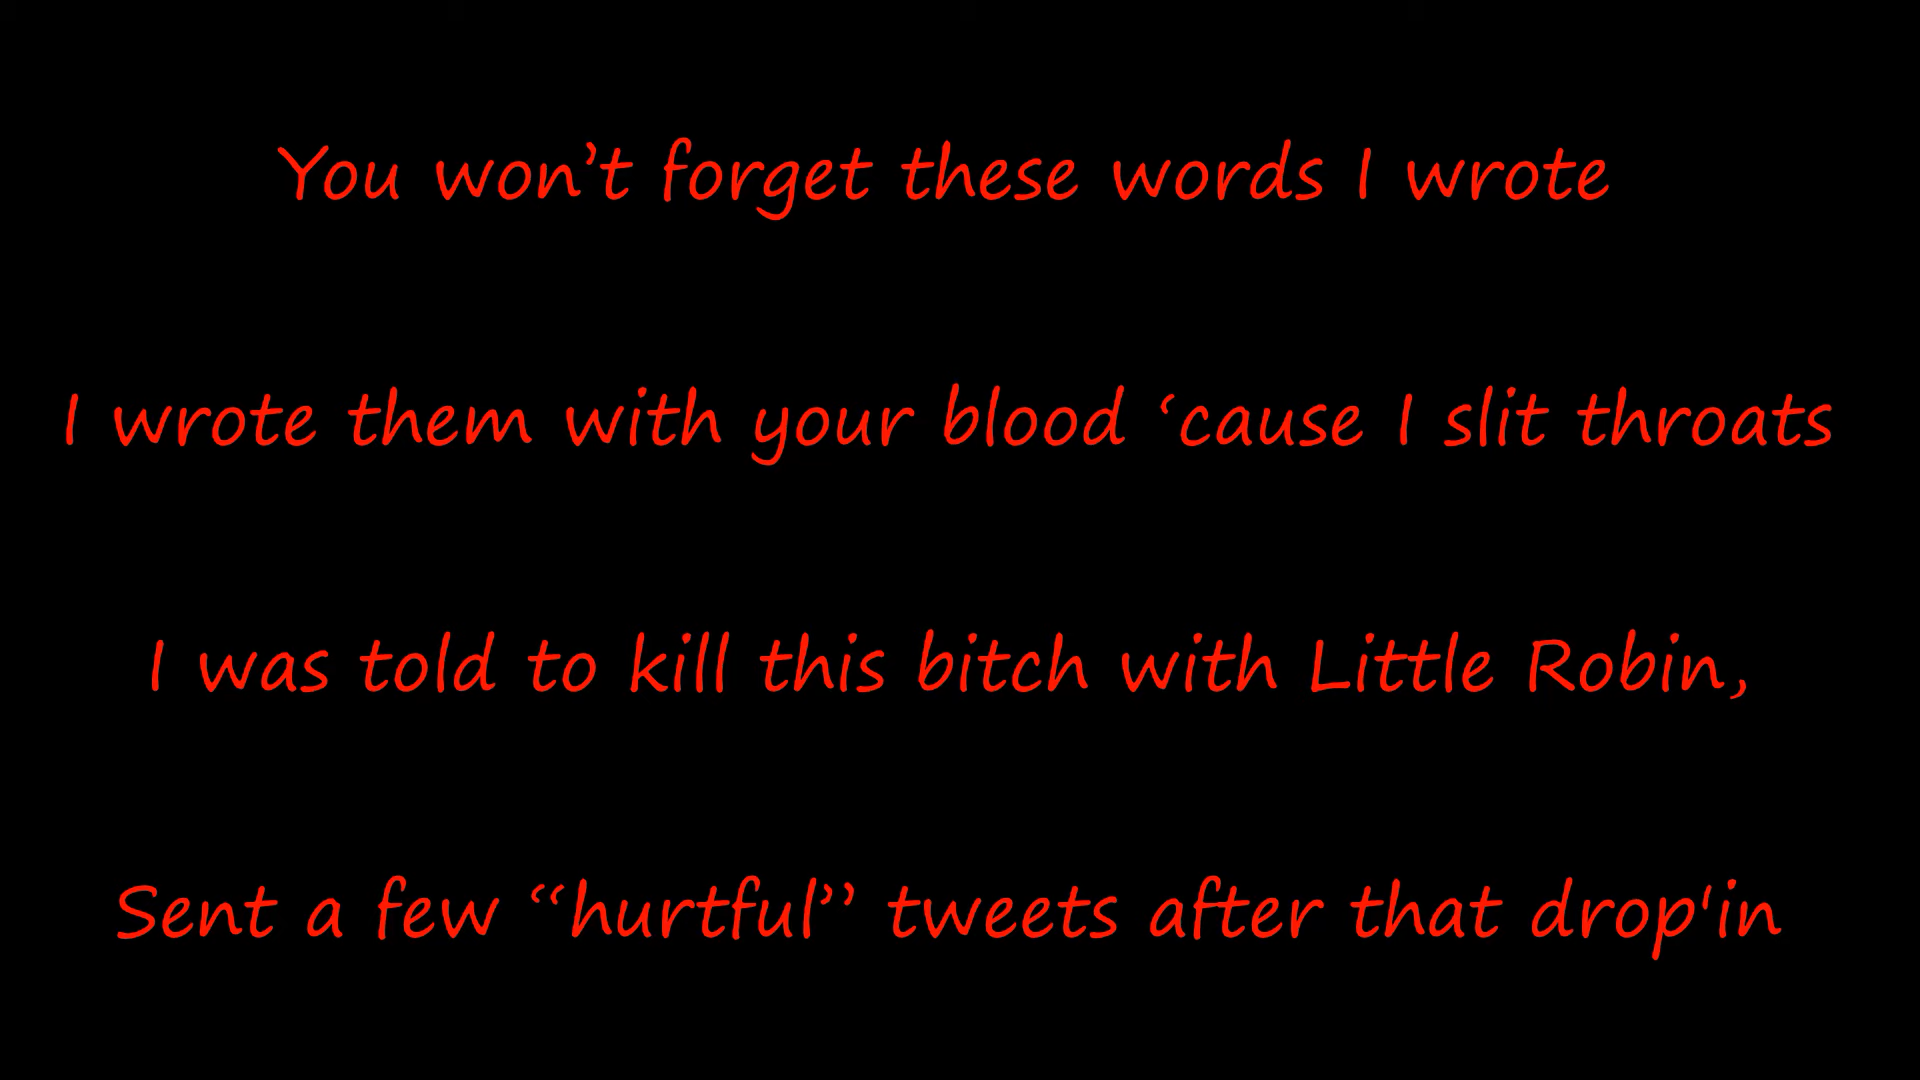 You won’t forget these words I wrote
I wrote them with your blood ‘cause I slit throats
I was told to kill this bitch with Little Robin,
Sent a few “hurtful” tweets after that drop'in